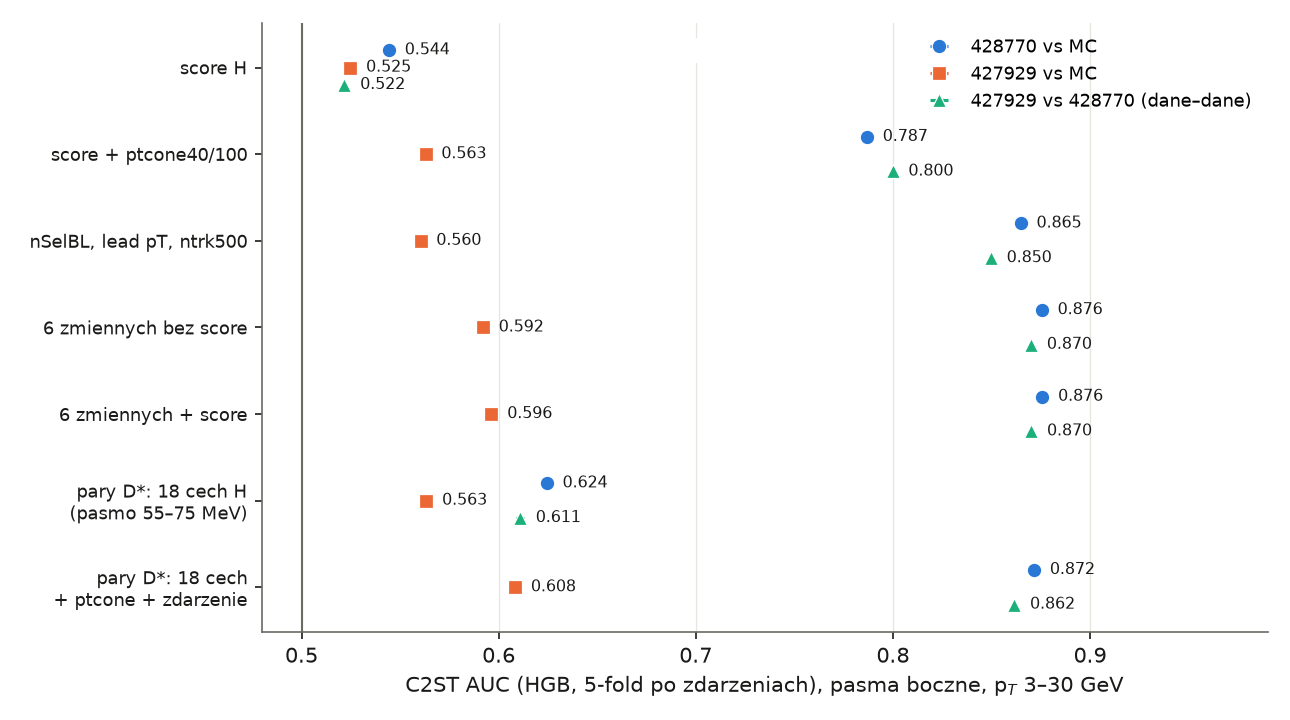 428770 vs MC
427929 vs MC
427929 vs 428770 (dane–dane)
score H
0.544
0.525
0.522
score + ptcone40/100
0.787
0.563
0.800
nSelBL, lead pT, ntrk500
0.865
0.560
0.850
6 zmiennych bez score
0.876
0.592
0.870
6 zmiennych + score
0.876
0.596
0.870
pary D*: 18 cech H
(pasmo 55–75 MeV)
0.624
0.563
0.611
pary D*: 18 cech
+ ptcone + zdarzenie
0.872
0.608
0.862
0.5 0.6 0.7 0.8 0.9
C2ST AUC (HGB, 5-fold po zdarzeniach), pasma boczne, pT 3–30 GeV